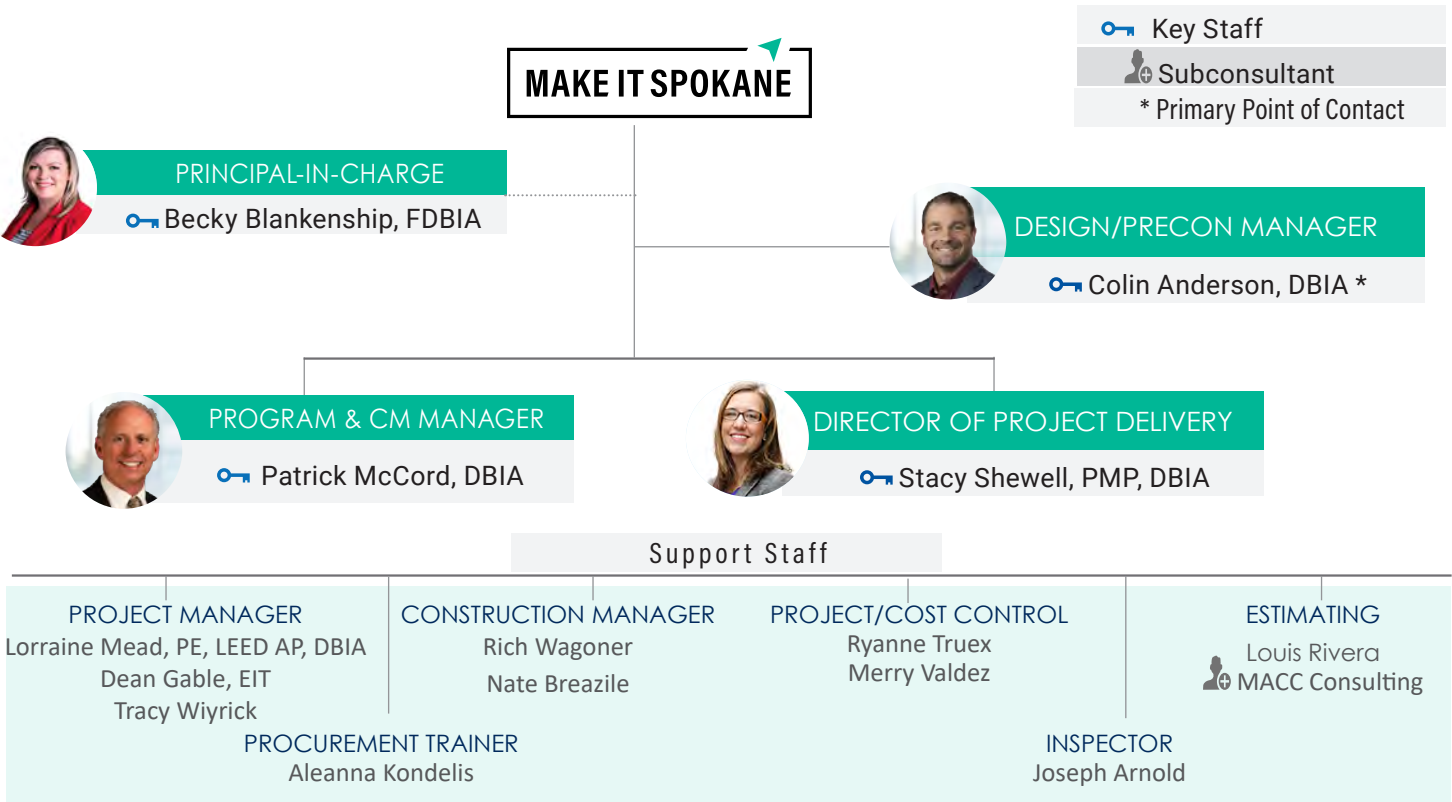 Key Staff
Subconsultant
* Primary Point of Contact
MAKE IT SPOKANE
PRINCIPAL-IN-CHARGE
Becky Blankenship, FDBIA
DESIGN/PRECON MANAGER
Colin Anderson, DBIA *
PROGRAM & CM MANAGER
Patrick McCord, DBIA
DIRECTOR OF PROJECT DELIVERY
Stacy Shewell, PMP, DBIA
Support Staff
PROJECT MANAGER
Lorraine Mead, PE, LEED AP, DBIA
Dean Gable, EIT
Tracy Wiyrick
CONSTRUCTION MANAGER
Rich Wagoner
Nate Breazile
PROJECT/COST CONTROL
Ryanne Truex
Merry Valdez
ESTIMATING
Louis Rivera
MACC Consulting
PROCUREMENT TRAINER
Aleanna Kondelis
INSPECTOR
Joseph Arnold